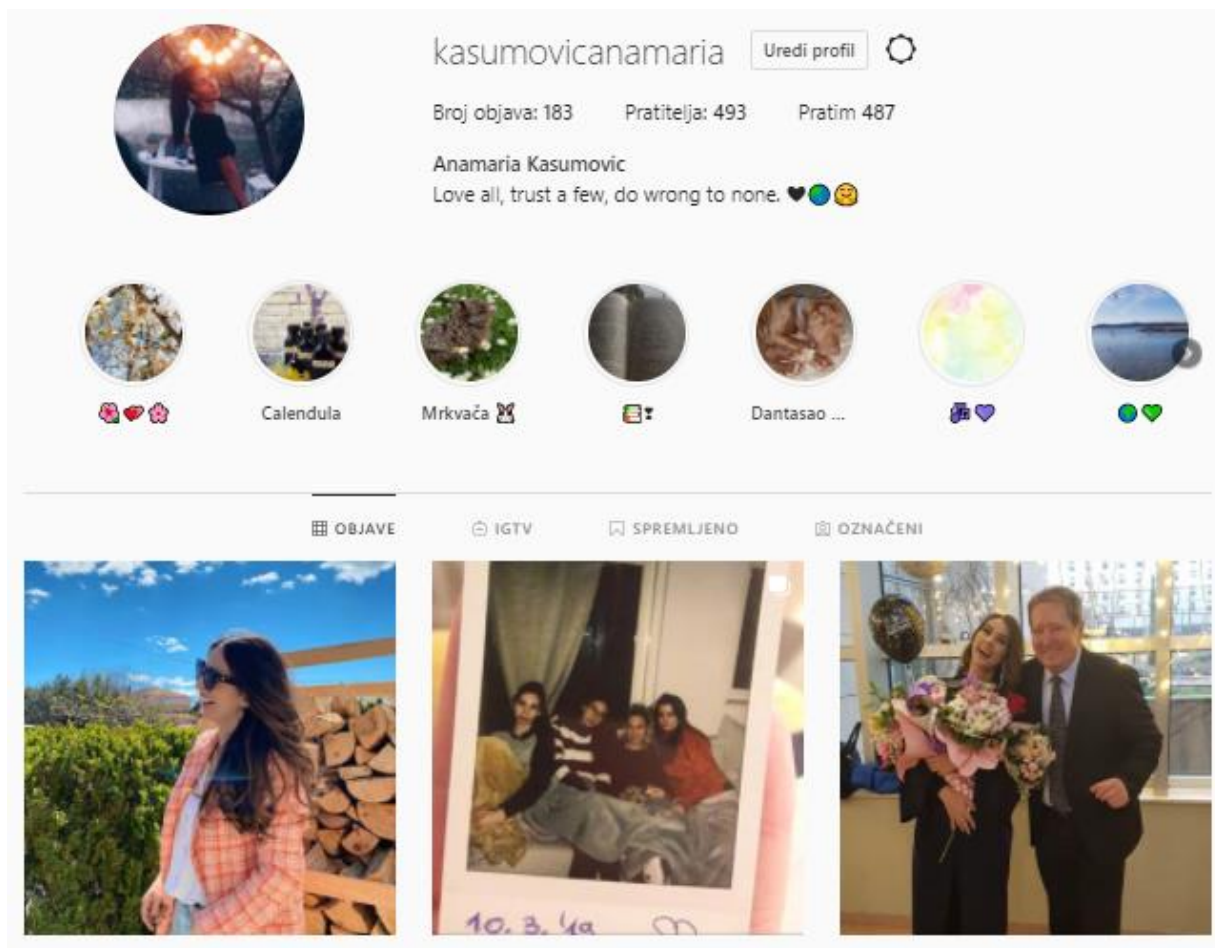 kasumovicanamaria Uredi profil
Broj objava: 183 Pratitelja: 493 Pratim 487
Anamaria Kasumovic
Love all, trust a few, do wrong to none. 🖤🌍🤗
🌺💝🌸 Calendula Mrkvača 🐰 Dantasao ... 💜 🌍💚
OBJAVE IGTV SPREMLJENO OZNAČENI
10. 3. '19